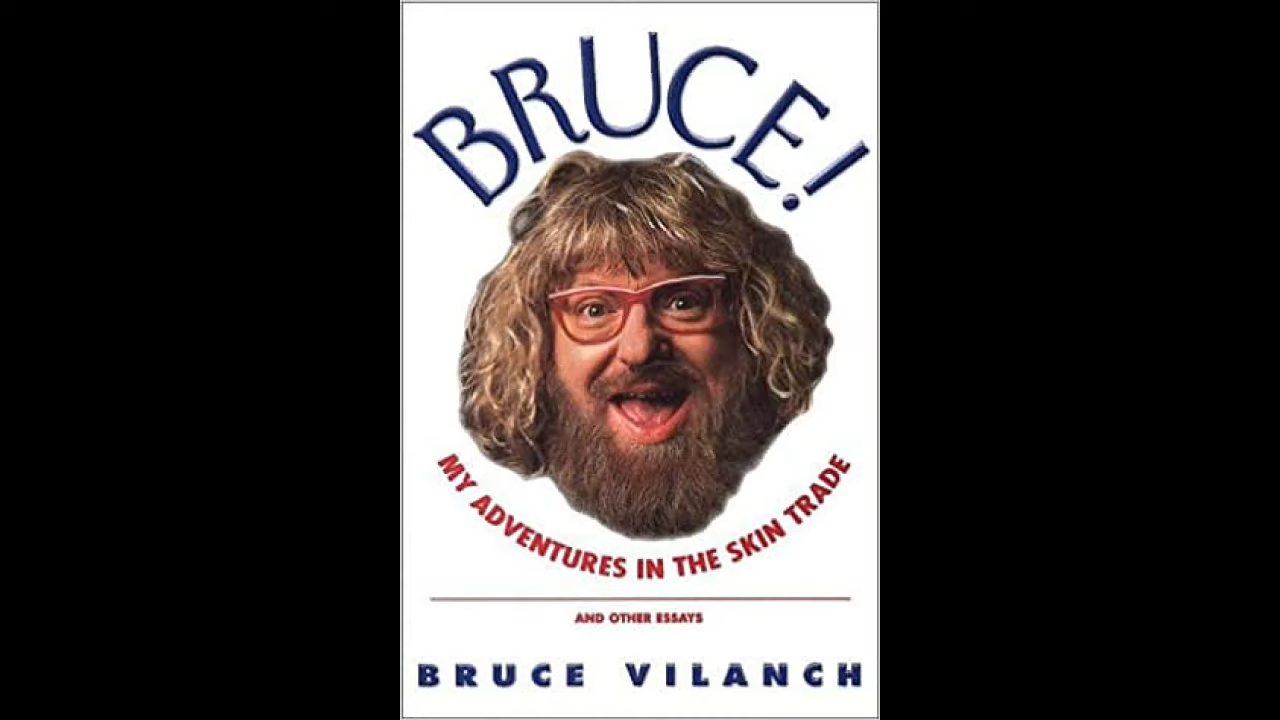 BRUCE!
MY ADVENTURES IN THE SKIN TRADE
AND OTHER ESSAYS
BRUCE VILANCH